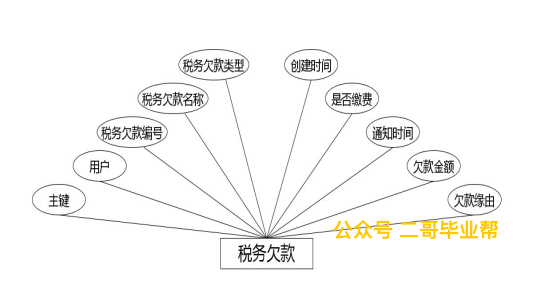 税务欠款类型
创建时间
税务欠款名称
是否缴费
税务欠款编号
通知时间
用户
欠款金额
主键
欠款缘由
公众号 二哥毕业帮
税务欠款